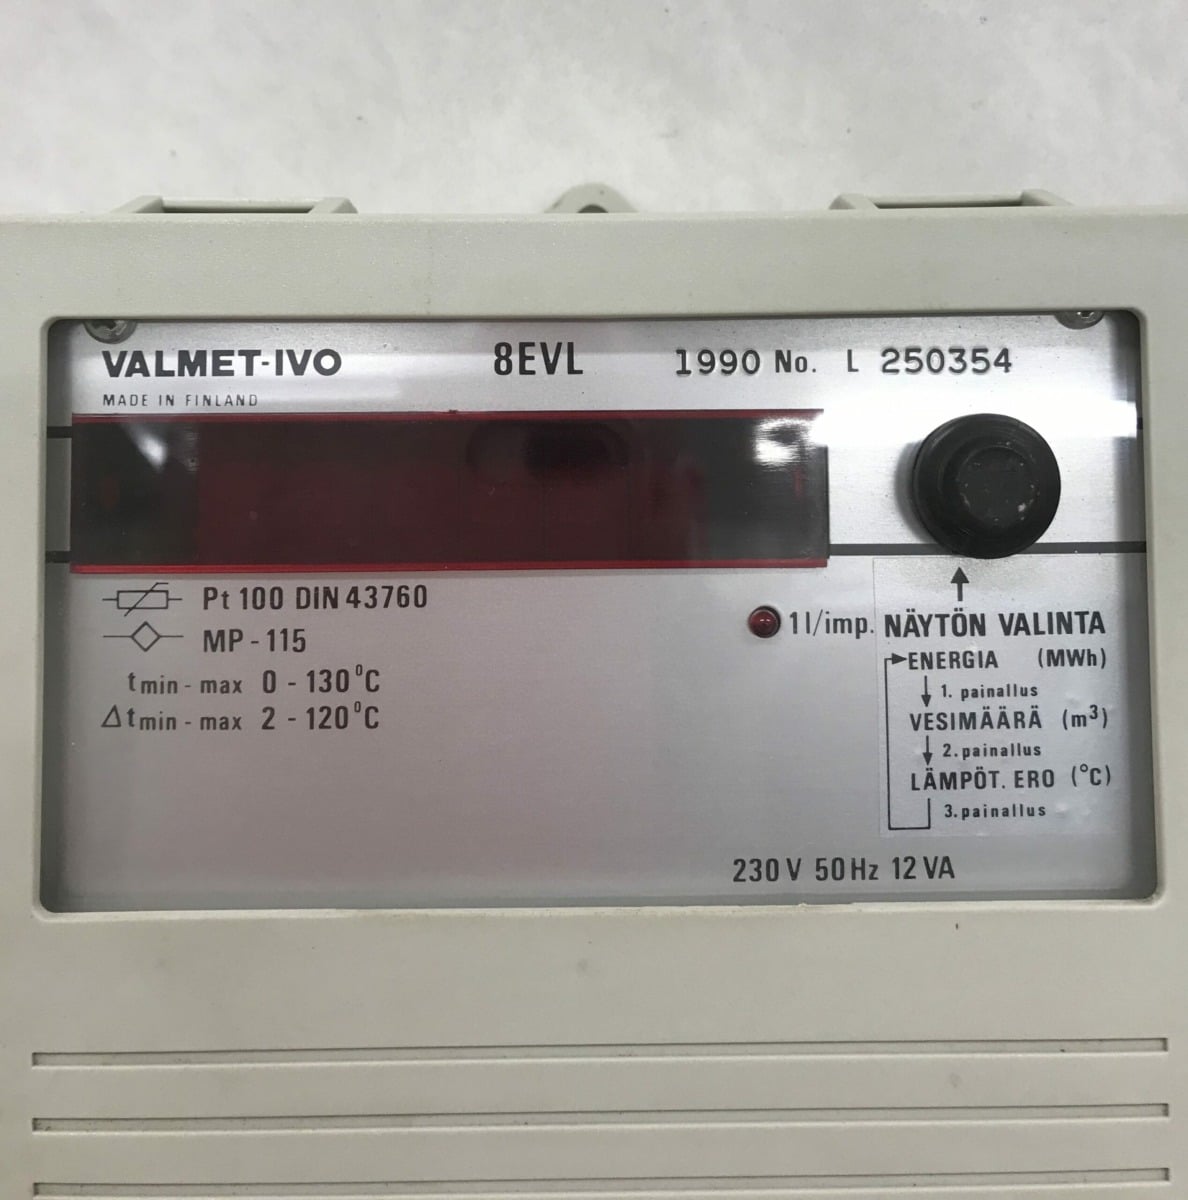 VALMET-IVO 8EVL 1990 No. L 250354
MADE IN FINLAND
Pt 100 DIN 43760
MP - 115
tmin - max 0 - 130°C
Δtmin - max 2 - 120°C
1 l/imp.
NÄYTÖN VALINTA
ENERGIA (MWh)
1. painallus
VESIMÄÄRÄ (m³)
2. painallus
LÄMPÖT. ERO (°C)
3. painallus
230 V 50 Hz 12 VA